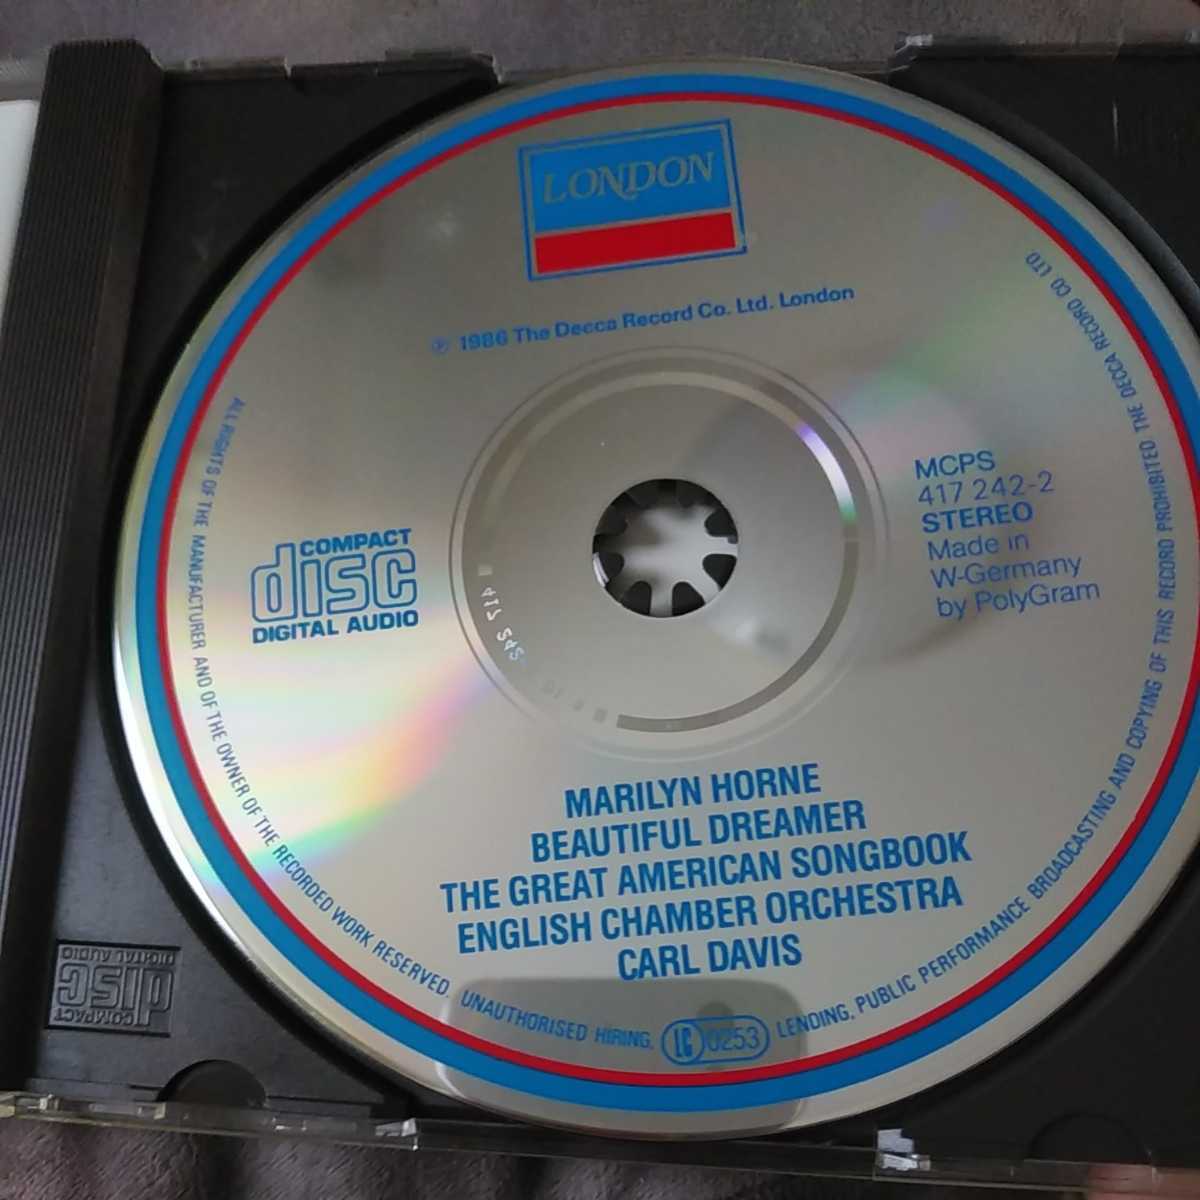 LONDON
℗ 1986 The Decca Record Co. Ltd. London
MCPS
417 242-2
STEREO
Made in
W-Germany
by PolyGram
COMPACT
disc
DIGITAL AUDIO
MARILYN HORNE
BEAUTIFUL DREAMER
THE GREAT AMERICAN SONGBOOK
ENGLISH CHAMBER ORCHESTRA
CARL DAVIS
ALL RIGHTS OF THE MANUFACTURER AND OF THE OWNER OF THE RECORDED WORK RESERVED. UNAUTHORISED HIRING, LENDING, PUBLIC PERFORMANCE BROADCASTING AND COPYING OF THIS RECORD PROHIBITED THE DECCA RECORD CO LTD
LC 0253
COMPACT
disc
DIGITAL AUDIO